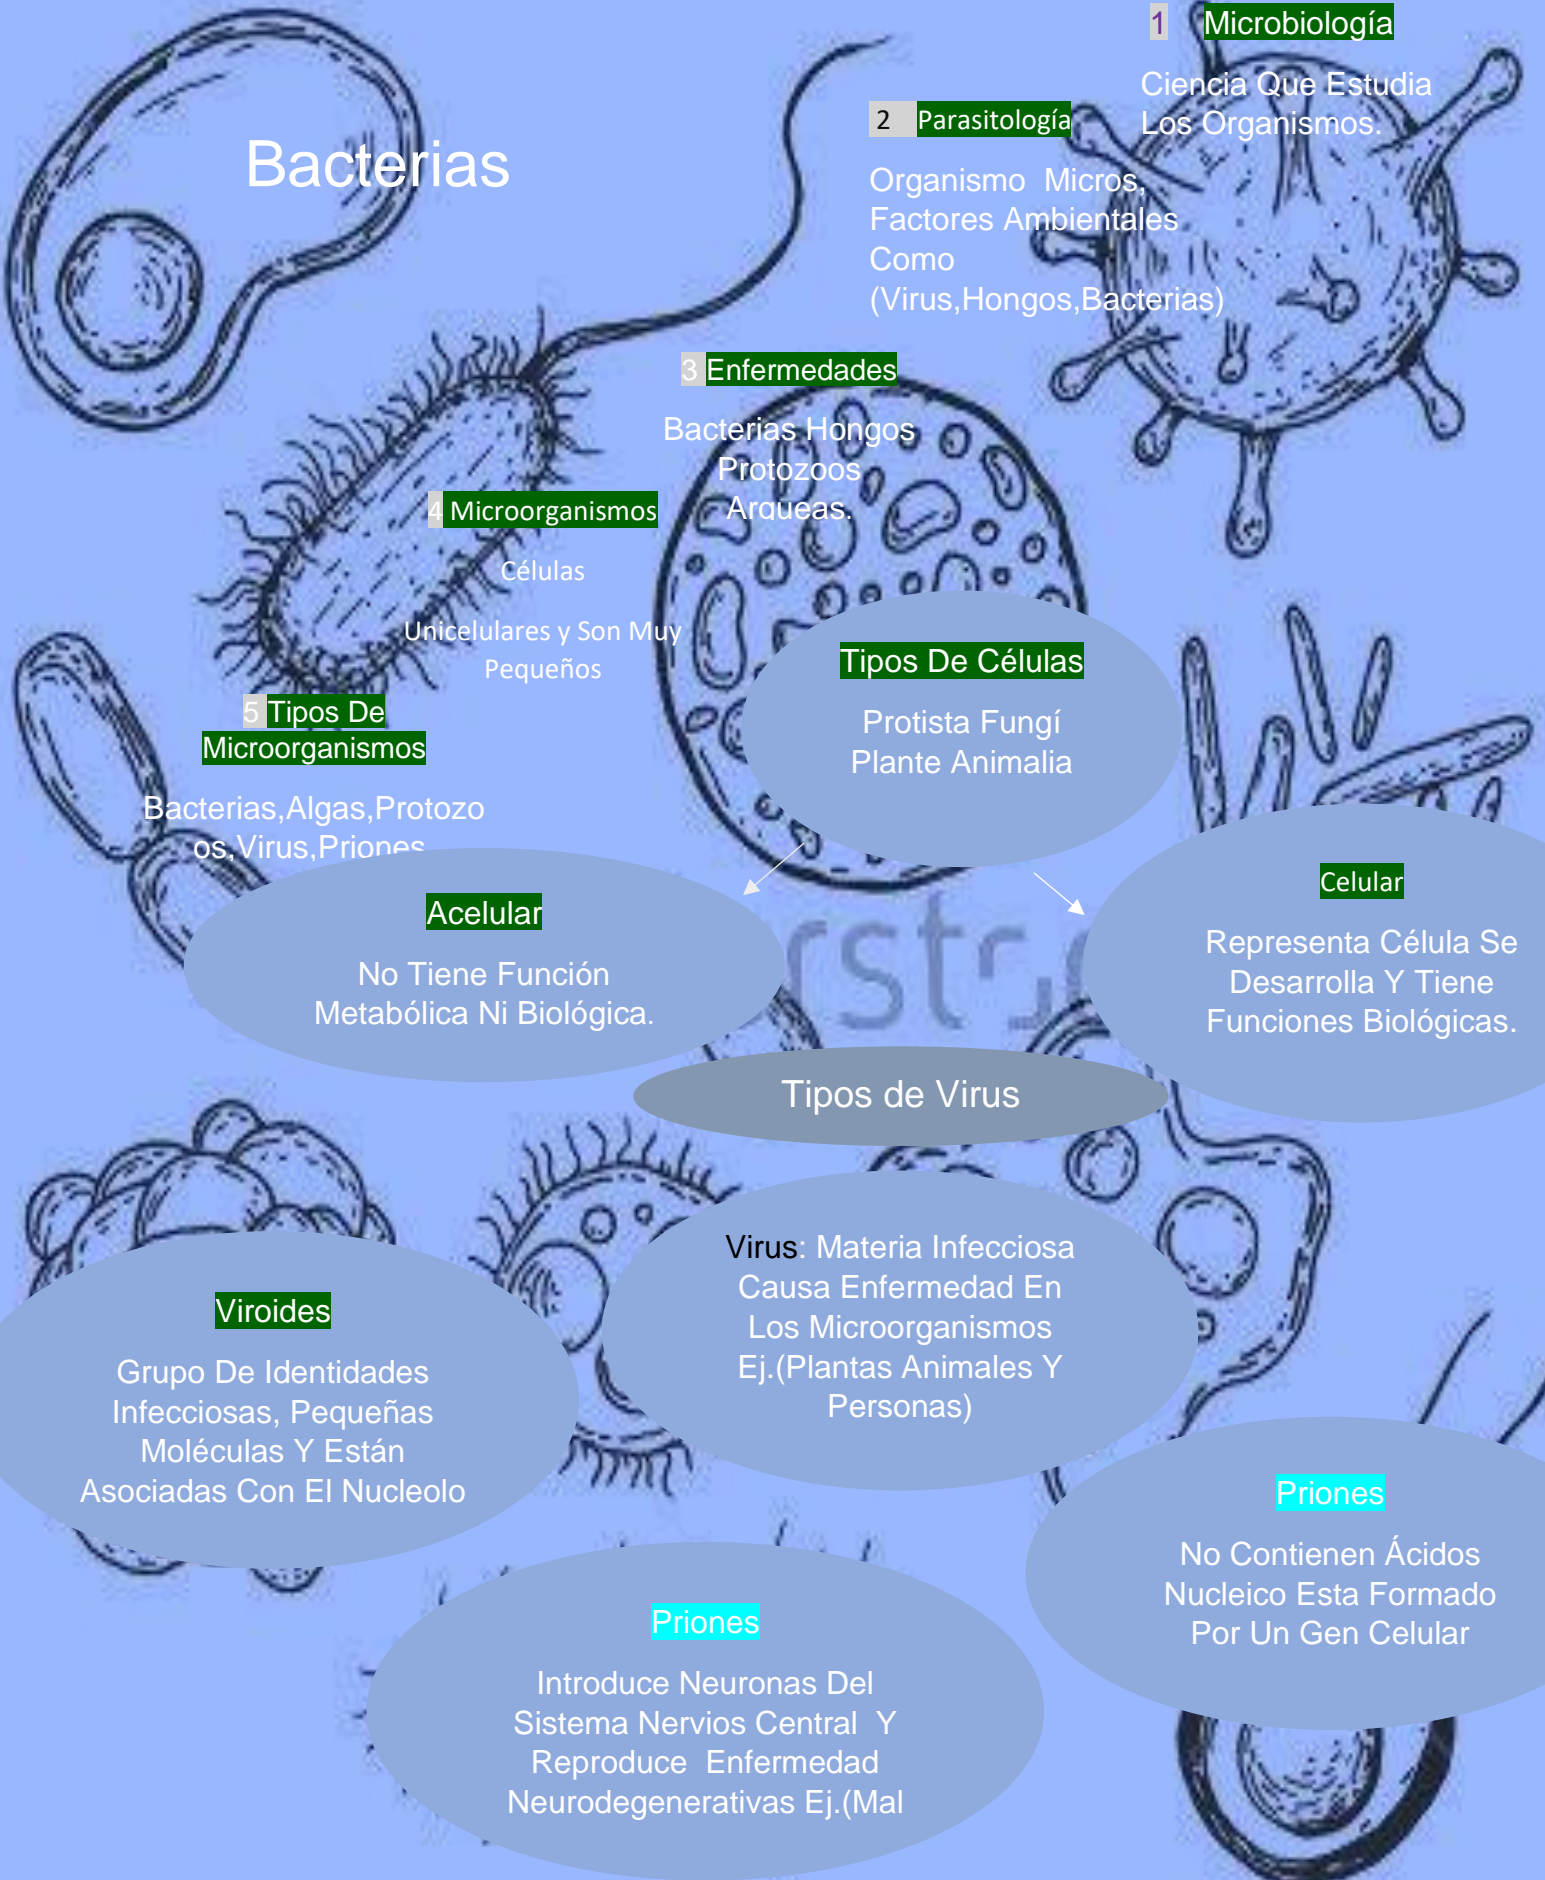 Bacterias
1 Microbiología
Ciencia Que Estudia
Los Organismos.
2 Parasitología
Organismo Micros,
Factores Ambientales
Como
(Virus,Hongos,Bacterias)
3 Enfermedades
Bacterias Hongos
Protozoos
Arqueas.
4 Microorganismos
Células
Unicelulares y Son Muy
Pequeños
5 Tipos De
Microorganismos
Bacterias,Algas,Protozo
os,Virus,Priones
Tipos De Células
Protista Fungí
Plante Animalia
Acelular
No Tiene Función
Metabólica Ni Biológica.
Celular
Representa Célula Se
Desarrolla Y Tiene
Funciones Biológicas.
Tipos de Virus
Viroides
Grupo De Identidades
Infecciosas, Pequeñas
Moléculas Y Están
Asociadas Con El Nucleolo
Virus: Materia Infecciosa
Causa Enfermedad En
Los Microorganismos
Ej.(Plantas Animales Y
Personas)
Priones
No Contienen Ácidos
Nucleico Esta Formado
Por Un Gen Celular
Priones
Introduce Neuronas Del
Sistema Nervios Central Y
Reproduce Enfermedad
Neurodegenerativas Ej.(Mal